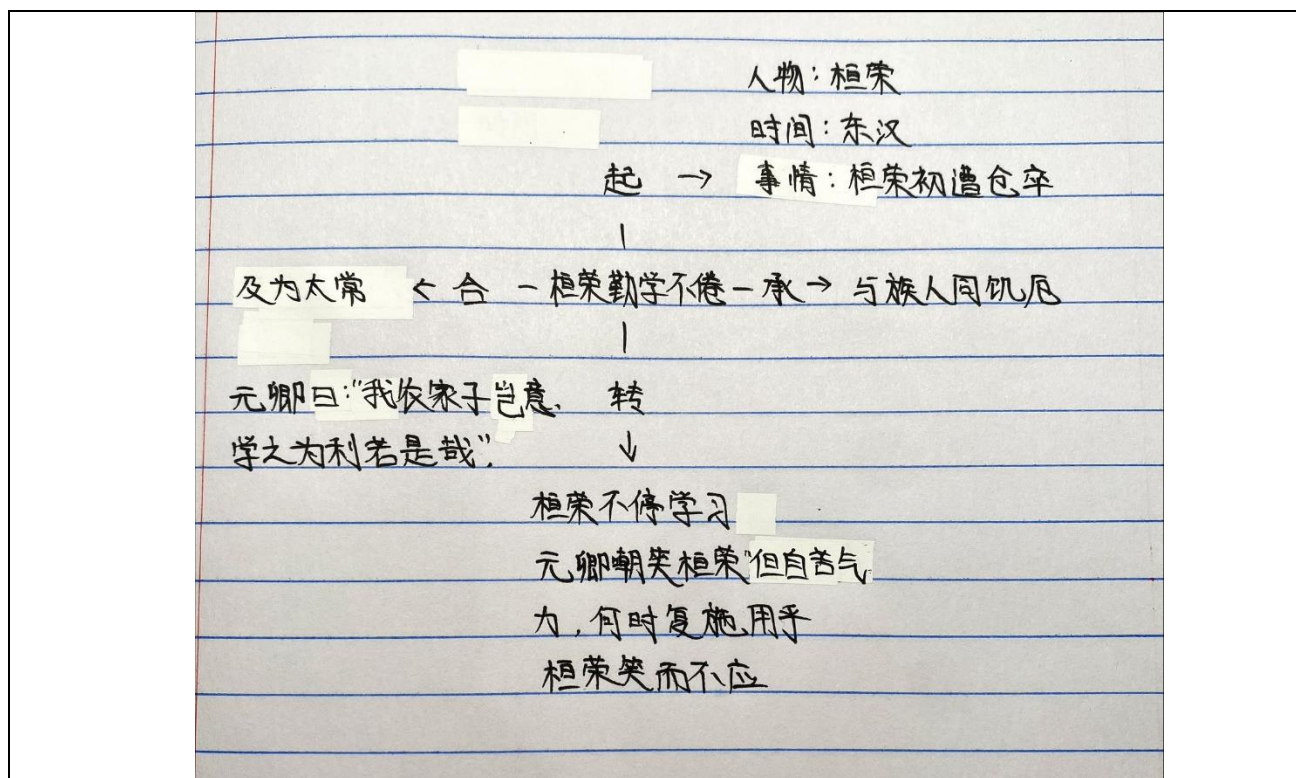 人物：桓荣
时间：东汉
起 → 事情：桓荣初遭仓卒
及为太常 ← 合 — 桓荣勤学不倦 — 承 → 与族人同饥厄
元卿曰：“我农家子岂意，
学之为利若是哉”。
转
↓
桓荣不停学习
元卿嘲笑桓荣“但自苦气
力，何时复施用乎
桓荣笑而不应